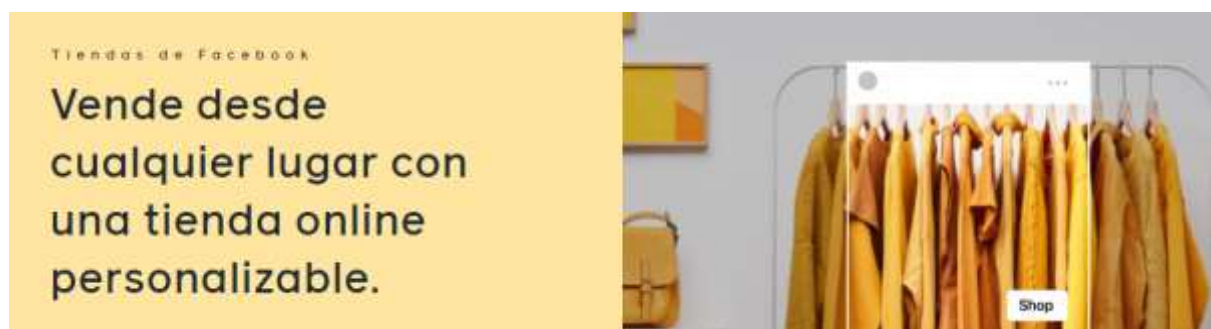 Tiendas de Facebook
Vende desde
cualquier lugar con
una tienda online
personalizable.
Shop